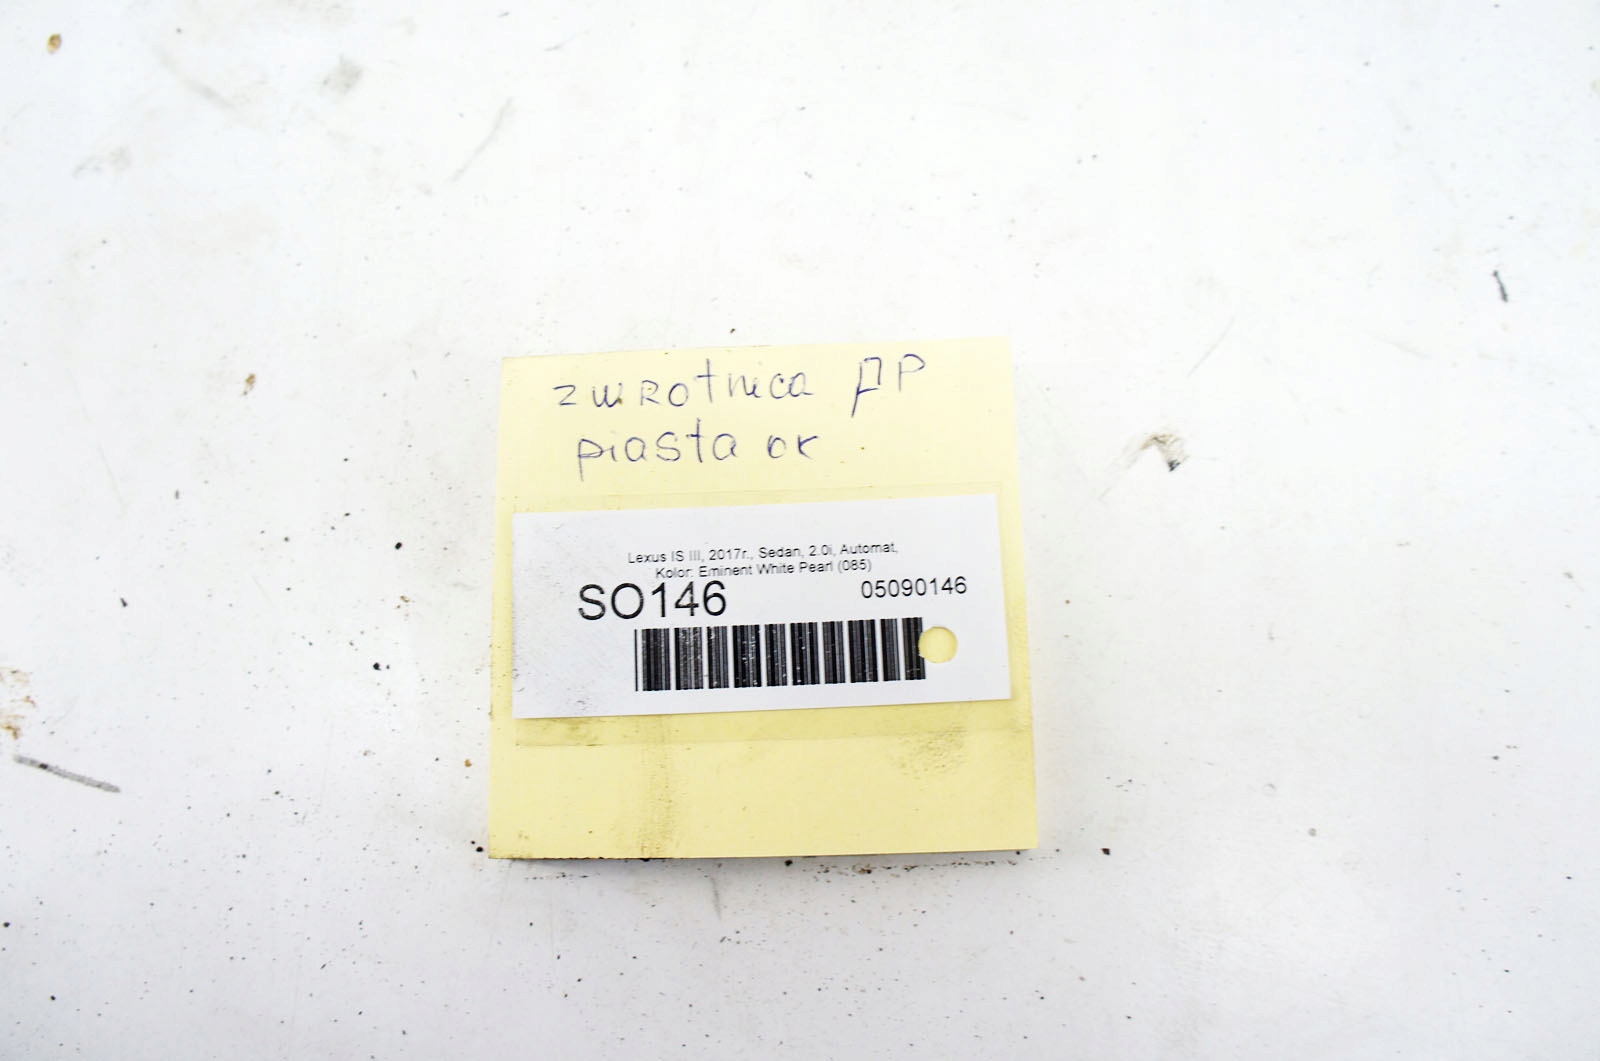 zwrotnica PP
piasta ok
Lexus IS III, 2017r., Sedan, 2.0i, Automat,
Kolor: Eminent White Pearl (085)
SO146
05090146